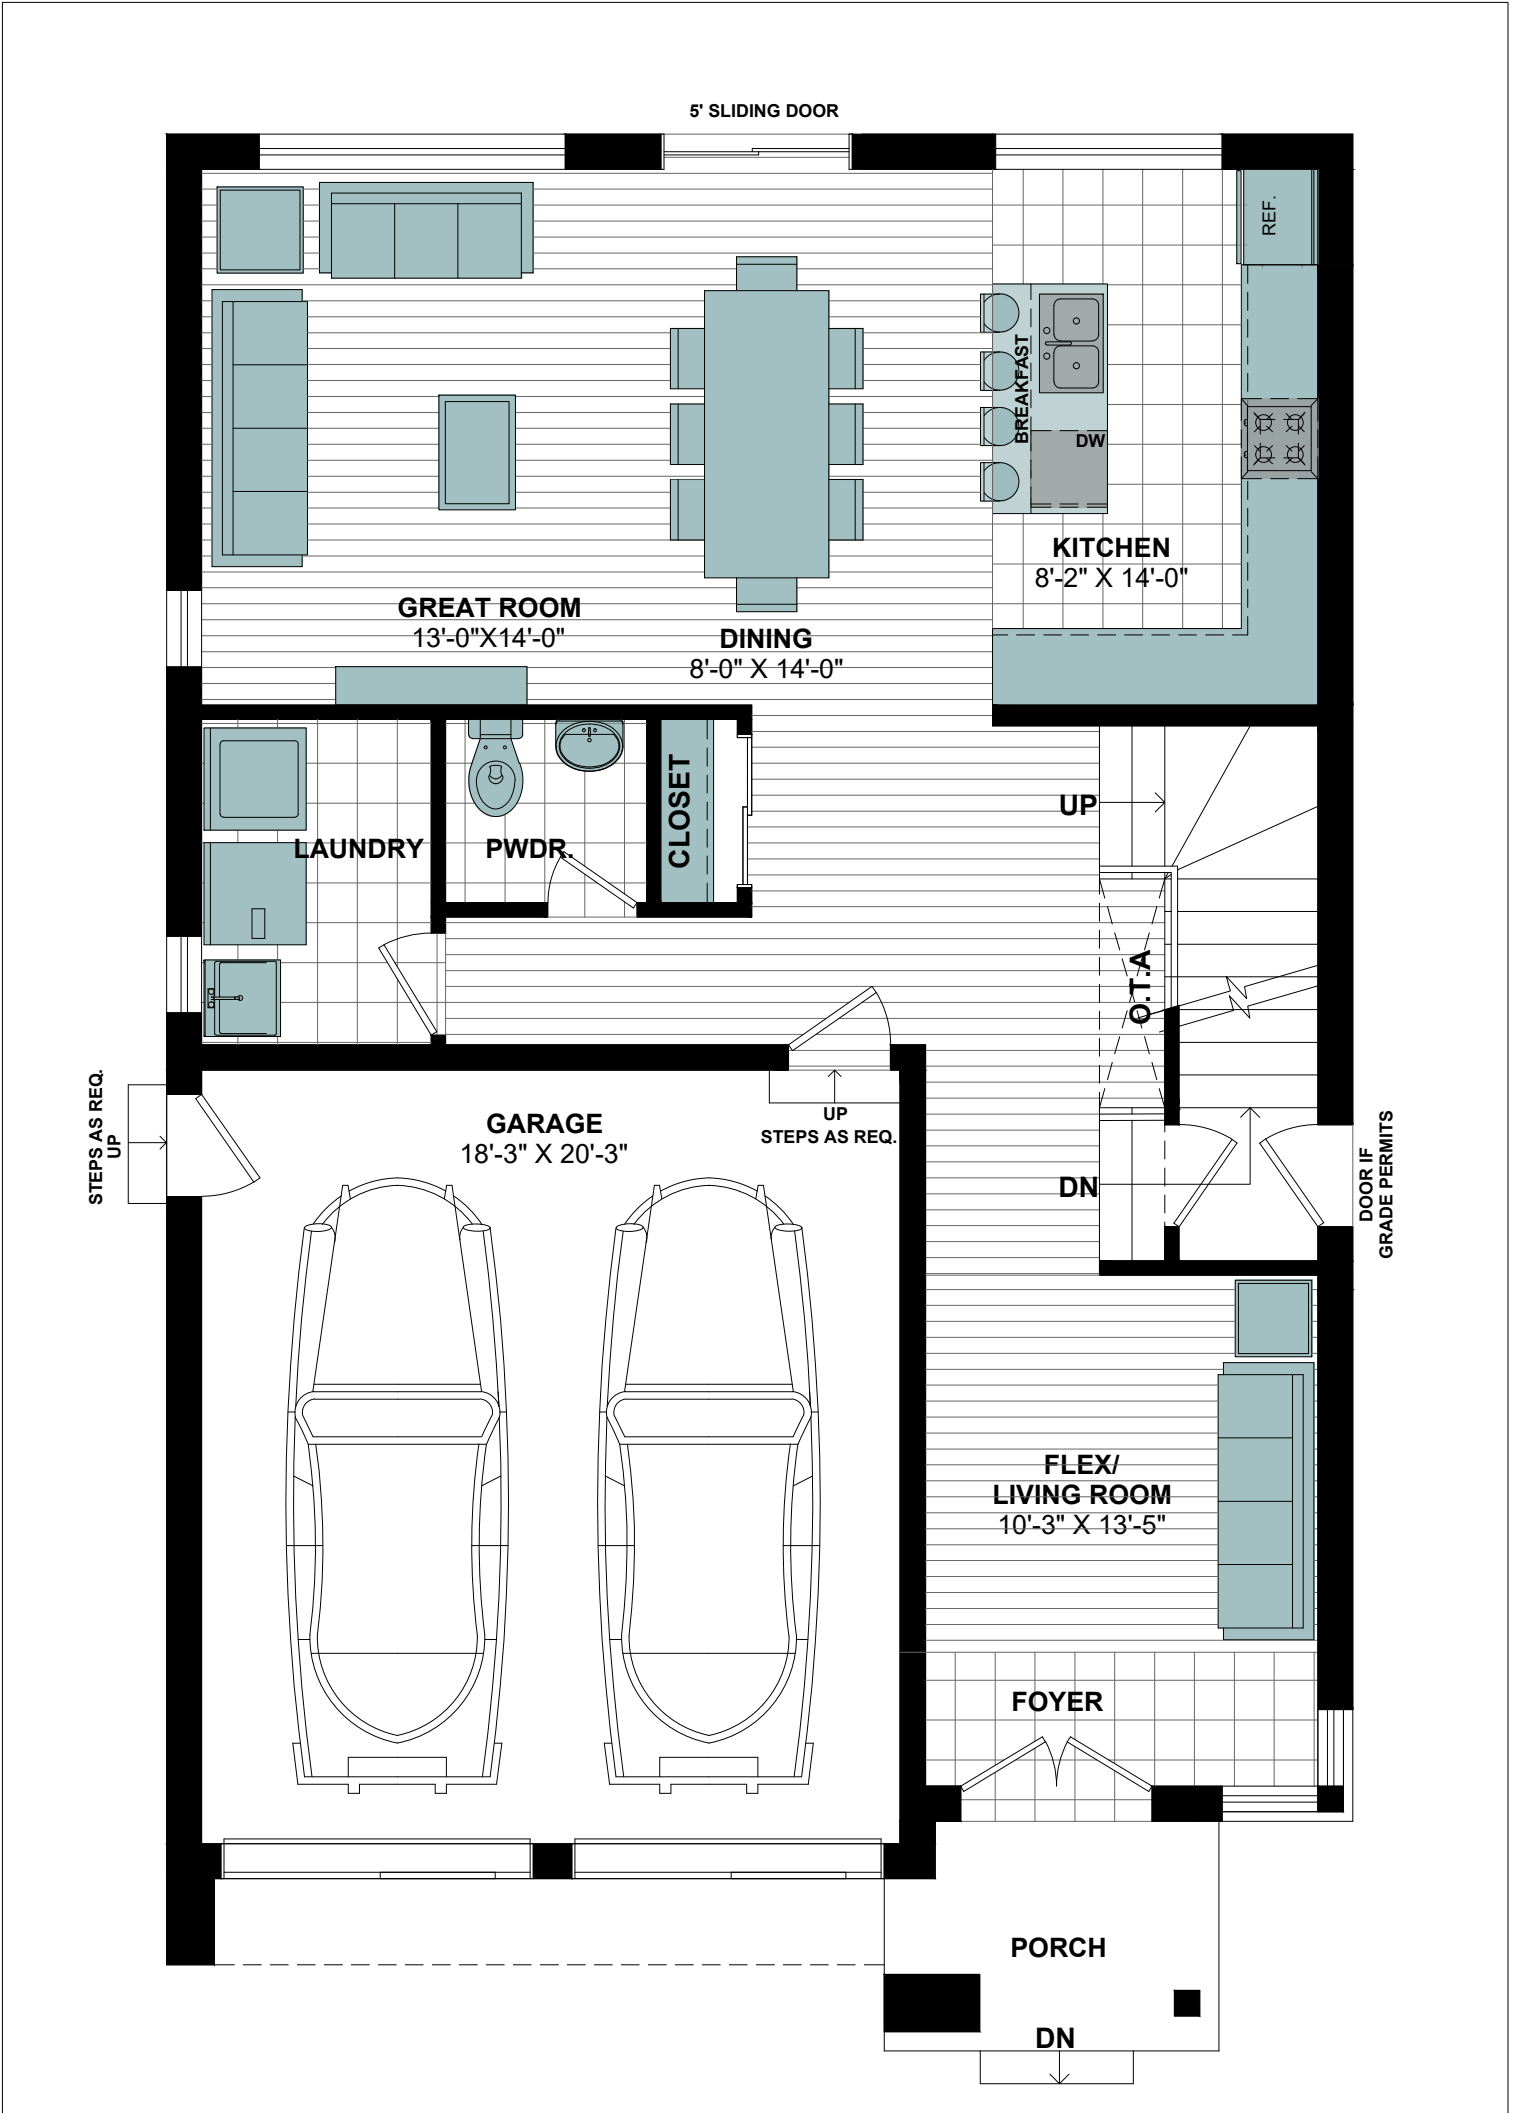 5' SLIDING DOOR
REF.
BREAKFAST
DW
KITCHEN
8'-2" X 14'-0"
GREAT ROOM
13'-0"X14'-0"
DINING
8'-0" X 14'-0"
LAUNDRY
PWDR.
CLOSET
UP
O.T.A
STEPS AS REQ.
UP
GARAGE
18'-3" X 20'-3"
UP
STEPS AS REQ.
DN
DOOR IF
GRADE PERMITS
FLEX/
LIVING ROOM
10'-3" X 13'-5"
FOYER
PORCH
DN